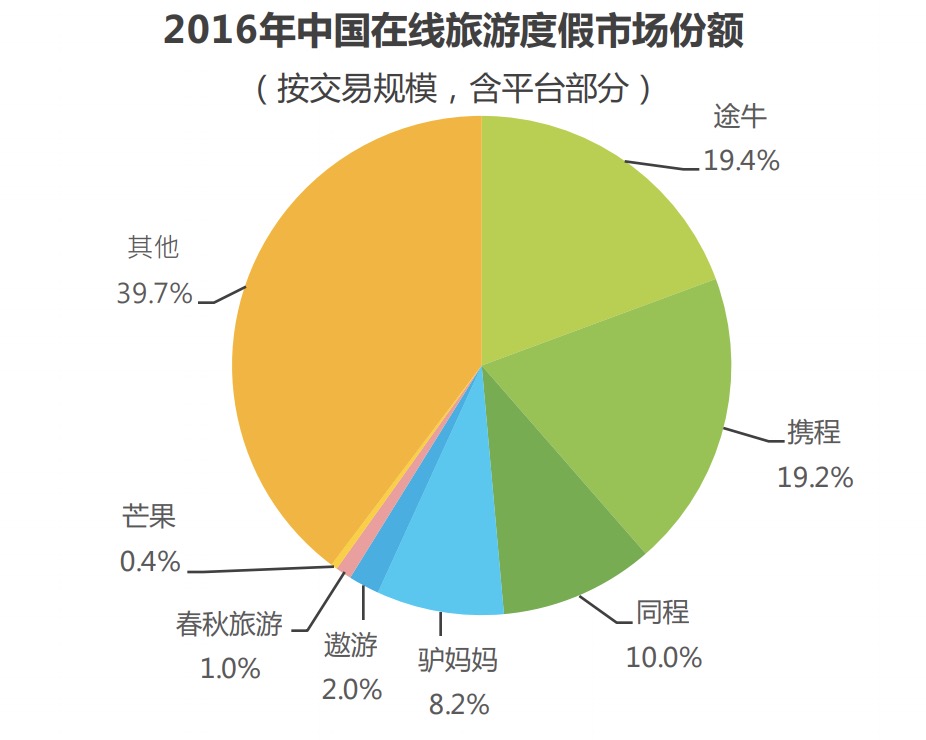 2016年中国在线旅游度假市场份额
（按交易规模，含平台部分）
途牛
19.4%
携程
19.2%
同程
10.0%
驴妈妈
8.2%
遨游
2.0%
春秋旅游
1.0%
芒果
0.4%
其他
39.7%